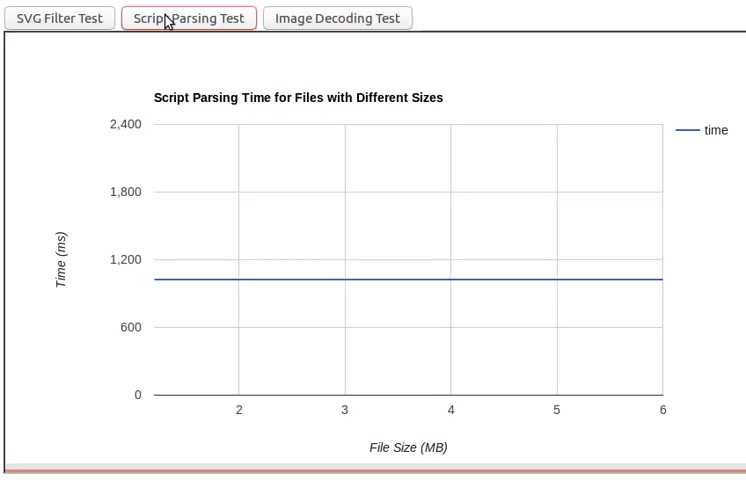 SVG Filter Test Script Parsing Test Image Decoding Test
Script Parsing Time for Files with Different Sizes
2,400
time
1,800
1,200
600
0
Time (ms)
2 3 4 5 6
File Size (MB)